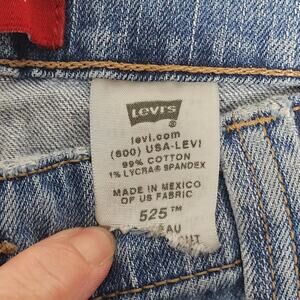 Levi's
®
levi.com
(800) USA-LEVI
99% COTTON
1% LYCRA® SPANDEX
MADE IN MEXICO
OF US FABRIC
525™